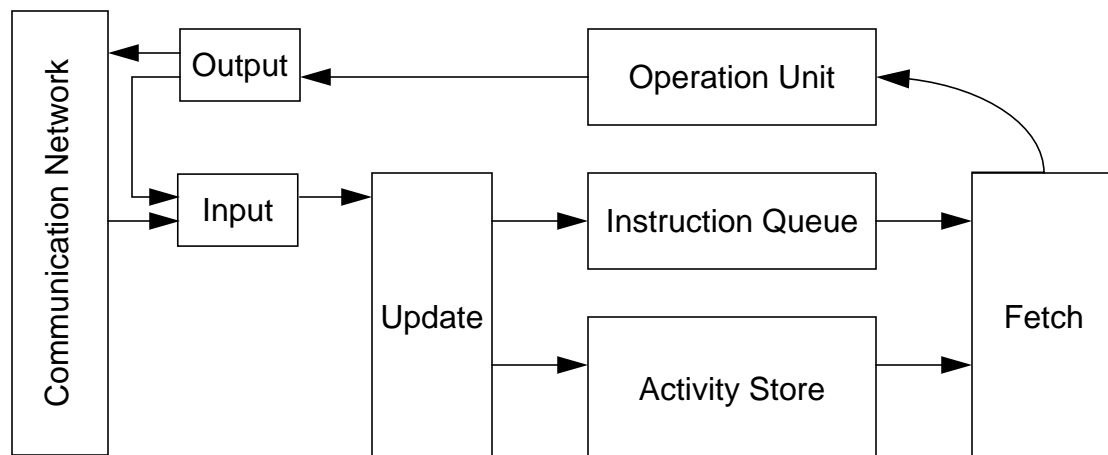 Communication Network
Output
Operation Unit
Input
Instruction Queue
Update
Fetch
Activity Store